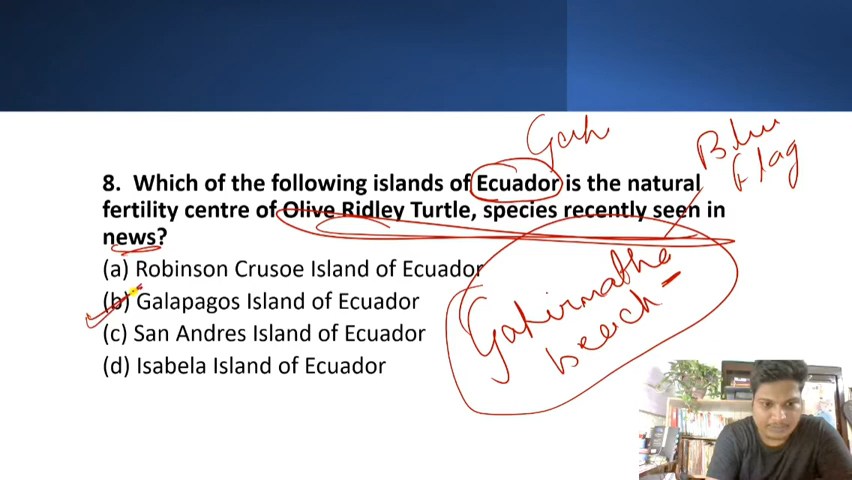 Gah
Blue
Flag
8. Which of the following islands of Ecuador is the natural
fertility centre of Olive Ridley Turtle, species recently seen in
news?
(a) Robinson Crusoe Island of Ecuador
(b) Galapagos Island of Ecuador
(c) San Andres Island of Ecuador
(d) Isabela Island of Ecuador
Gahirmatha
beach